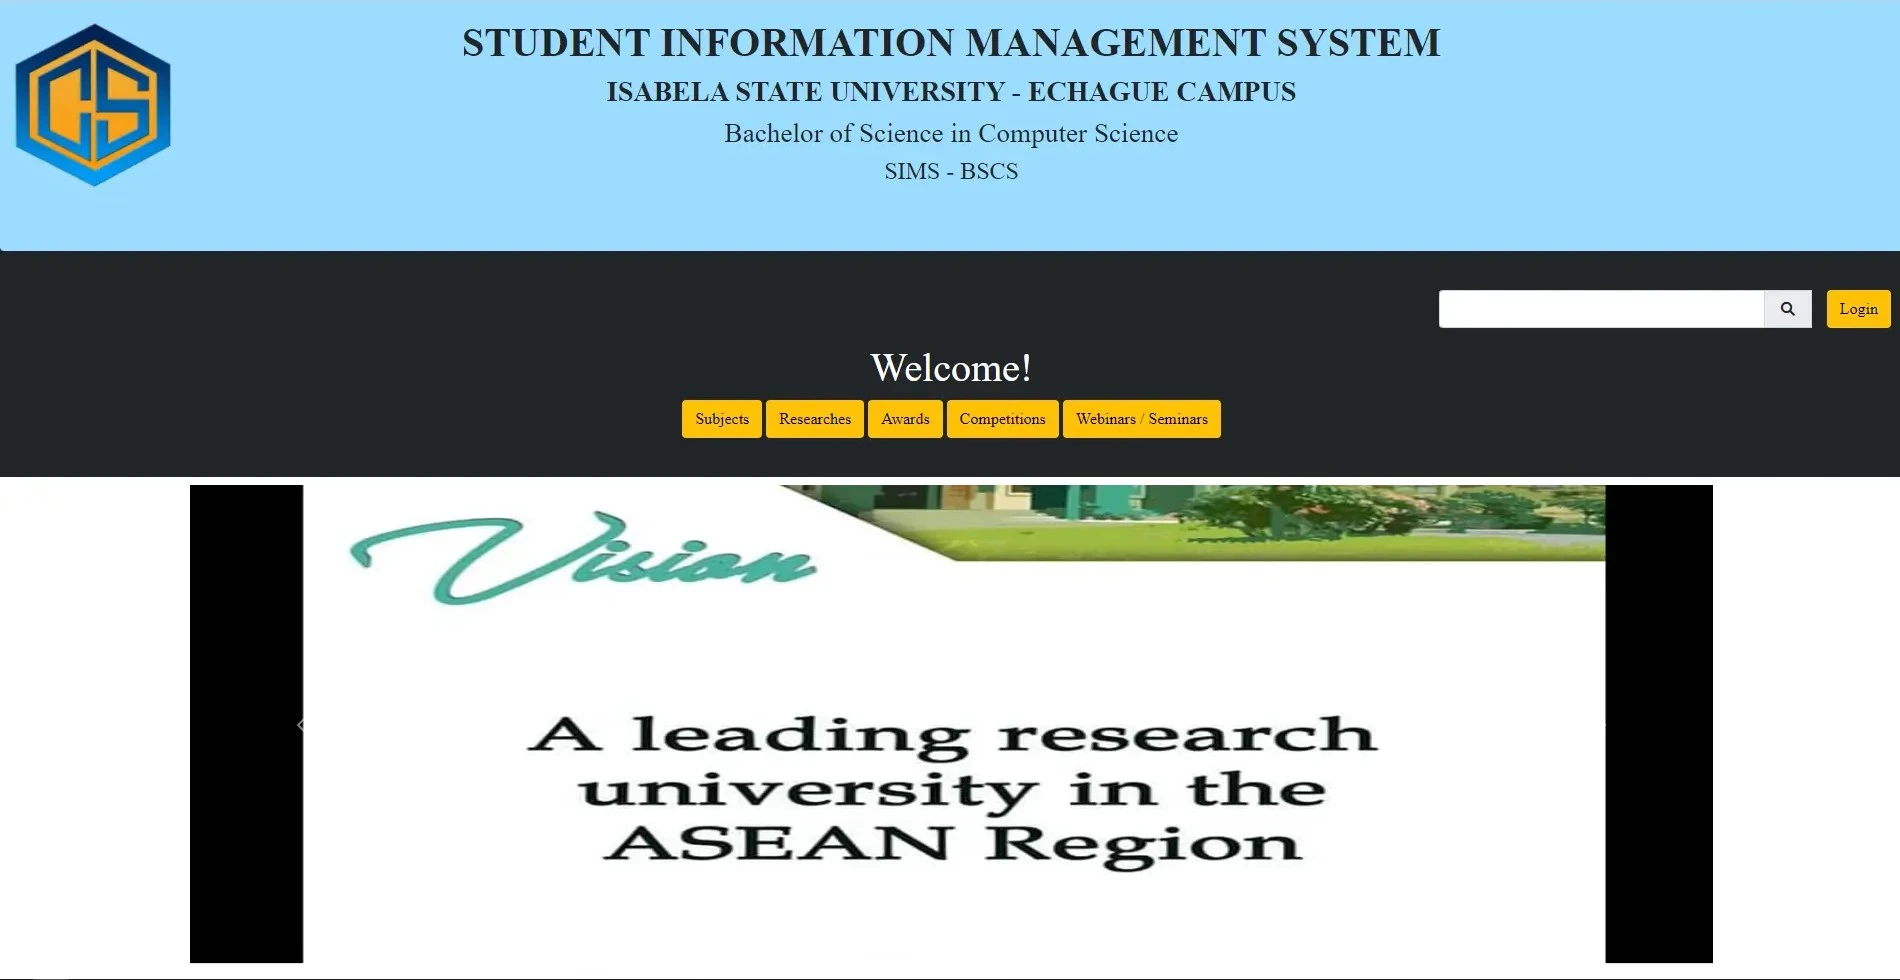 CS
STUDENT INFORMATION MANAGEMENT SYSTEM
ISABELA STATE UNIVERSITY - ECHAGUE CAMPUS
Bachelor of Science in Computer Science
SIMS - BSCS
Login
Welcome!
Subjects Researches Awards Competitions Webinars / Seminars
Vision
A leading research
university in the
ASEAN Region